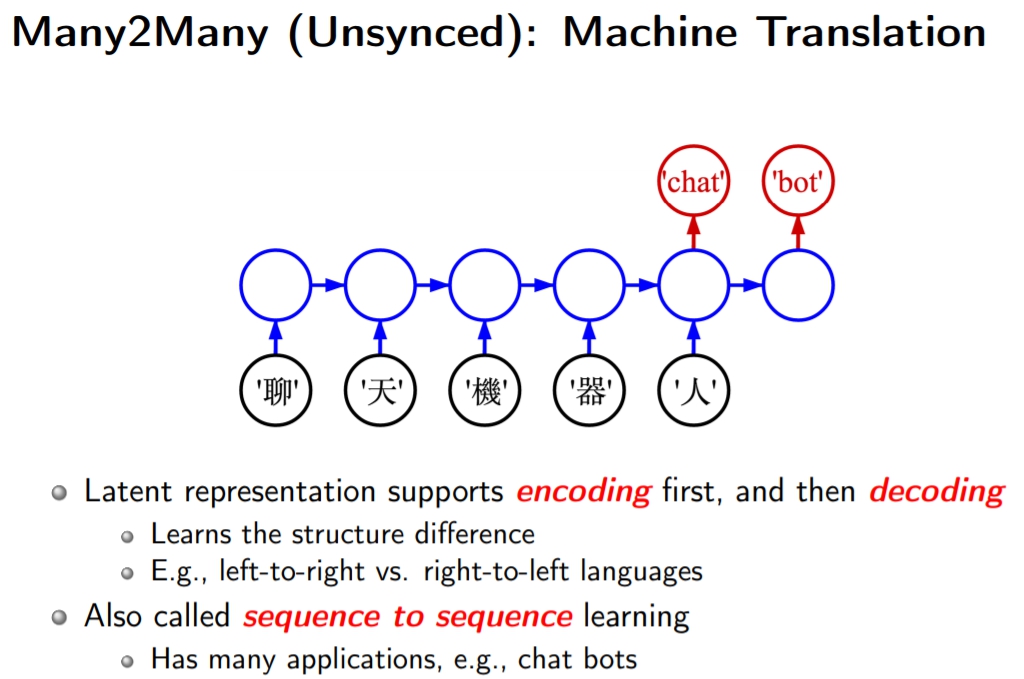 Many2Many (Unsynced): Machine Translation
'chat' 'bot'
'聊' '天' '機' '器' '人'
Latent representation supports encoding first, and then decoding
Learns the structure difference
E.g., left-to-right vs. right-to-left languages
Also called sequence to sequence learning
Has many applications, e.g., chat bots